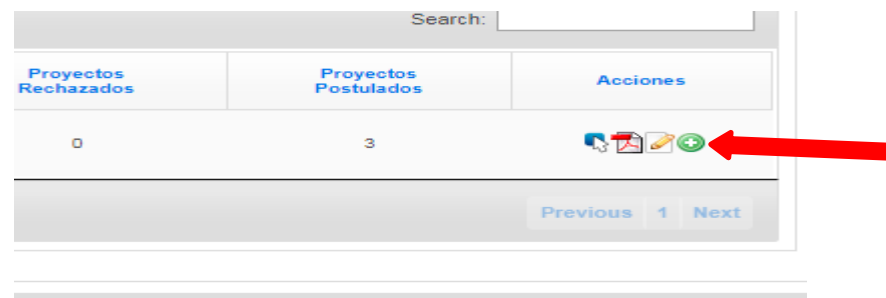 Search:
Proyectos
Rechazados
Proyectos
Postulados
Acciones
0
3
Previous 1 Next